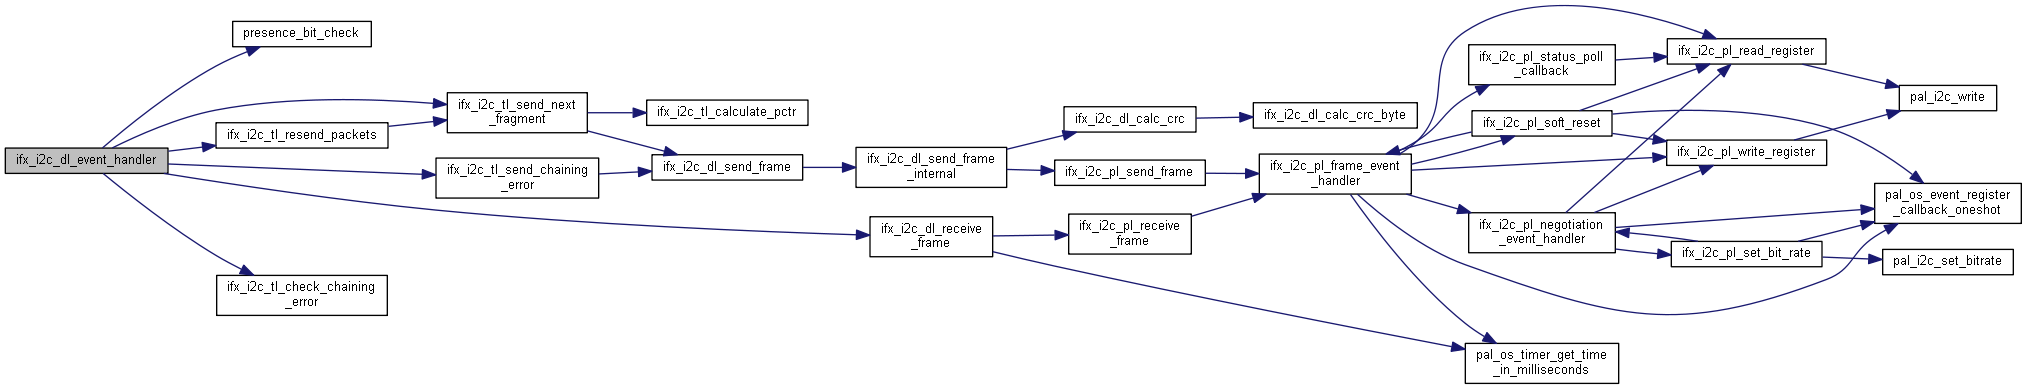 presence_bit_check
ifx_i2c_dl_event_handler
ifx_i2c_tl_resend_packets
ifx_i2c_tl_check_chaining
_error
ifx_i2c_tl_send_next
_fragment
ifx_i2c_tl_send_chaining
_error
ifx_i2c_tl_calculate_pctr
ifx_i2c_dl_send_frame
ifx_i2c_dl_send_frame
_internal
ifx_i2c_dl_receive
_frame
ifx_i2c_dl_calc_crc
ifx_i2c_pl_send_frame
ifx_i2c_pl_receive
_frame
ifx_i2c_dl_calc_crc_byte
ifx_i2c_pl_frame_event
_handler
ifx_i2c_pl_status_poll
_callback
ifx_i2c_pl_soft_reset
ifx_i2c_pl_negotiation
_event_handler
pal_os_timer_get_time
_in_milliseconds
ifx_i2c_pl_read_register
ifx_i2c_pl_write_register
ifx_i2c_pl_set_bit_rate
pal_i2c_write
pal_os_event_register
_callback_oneshot
pal_i2c_set_bitrate